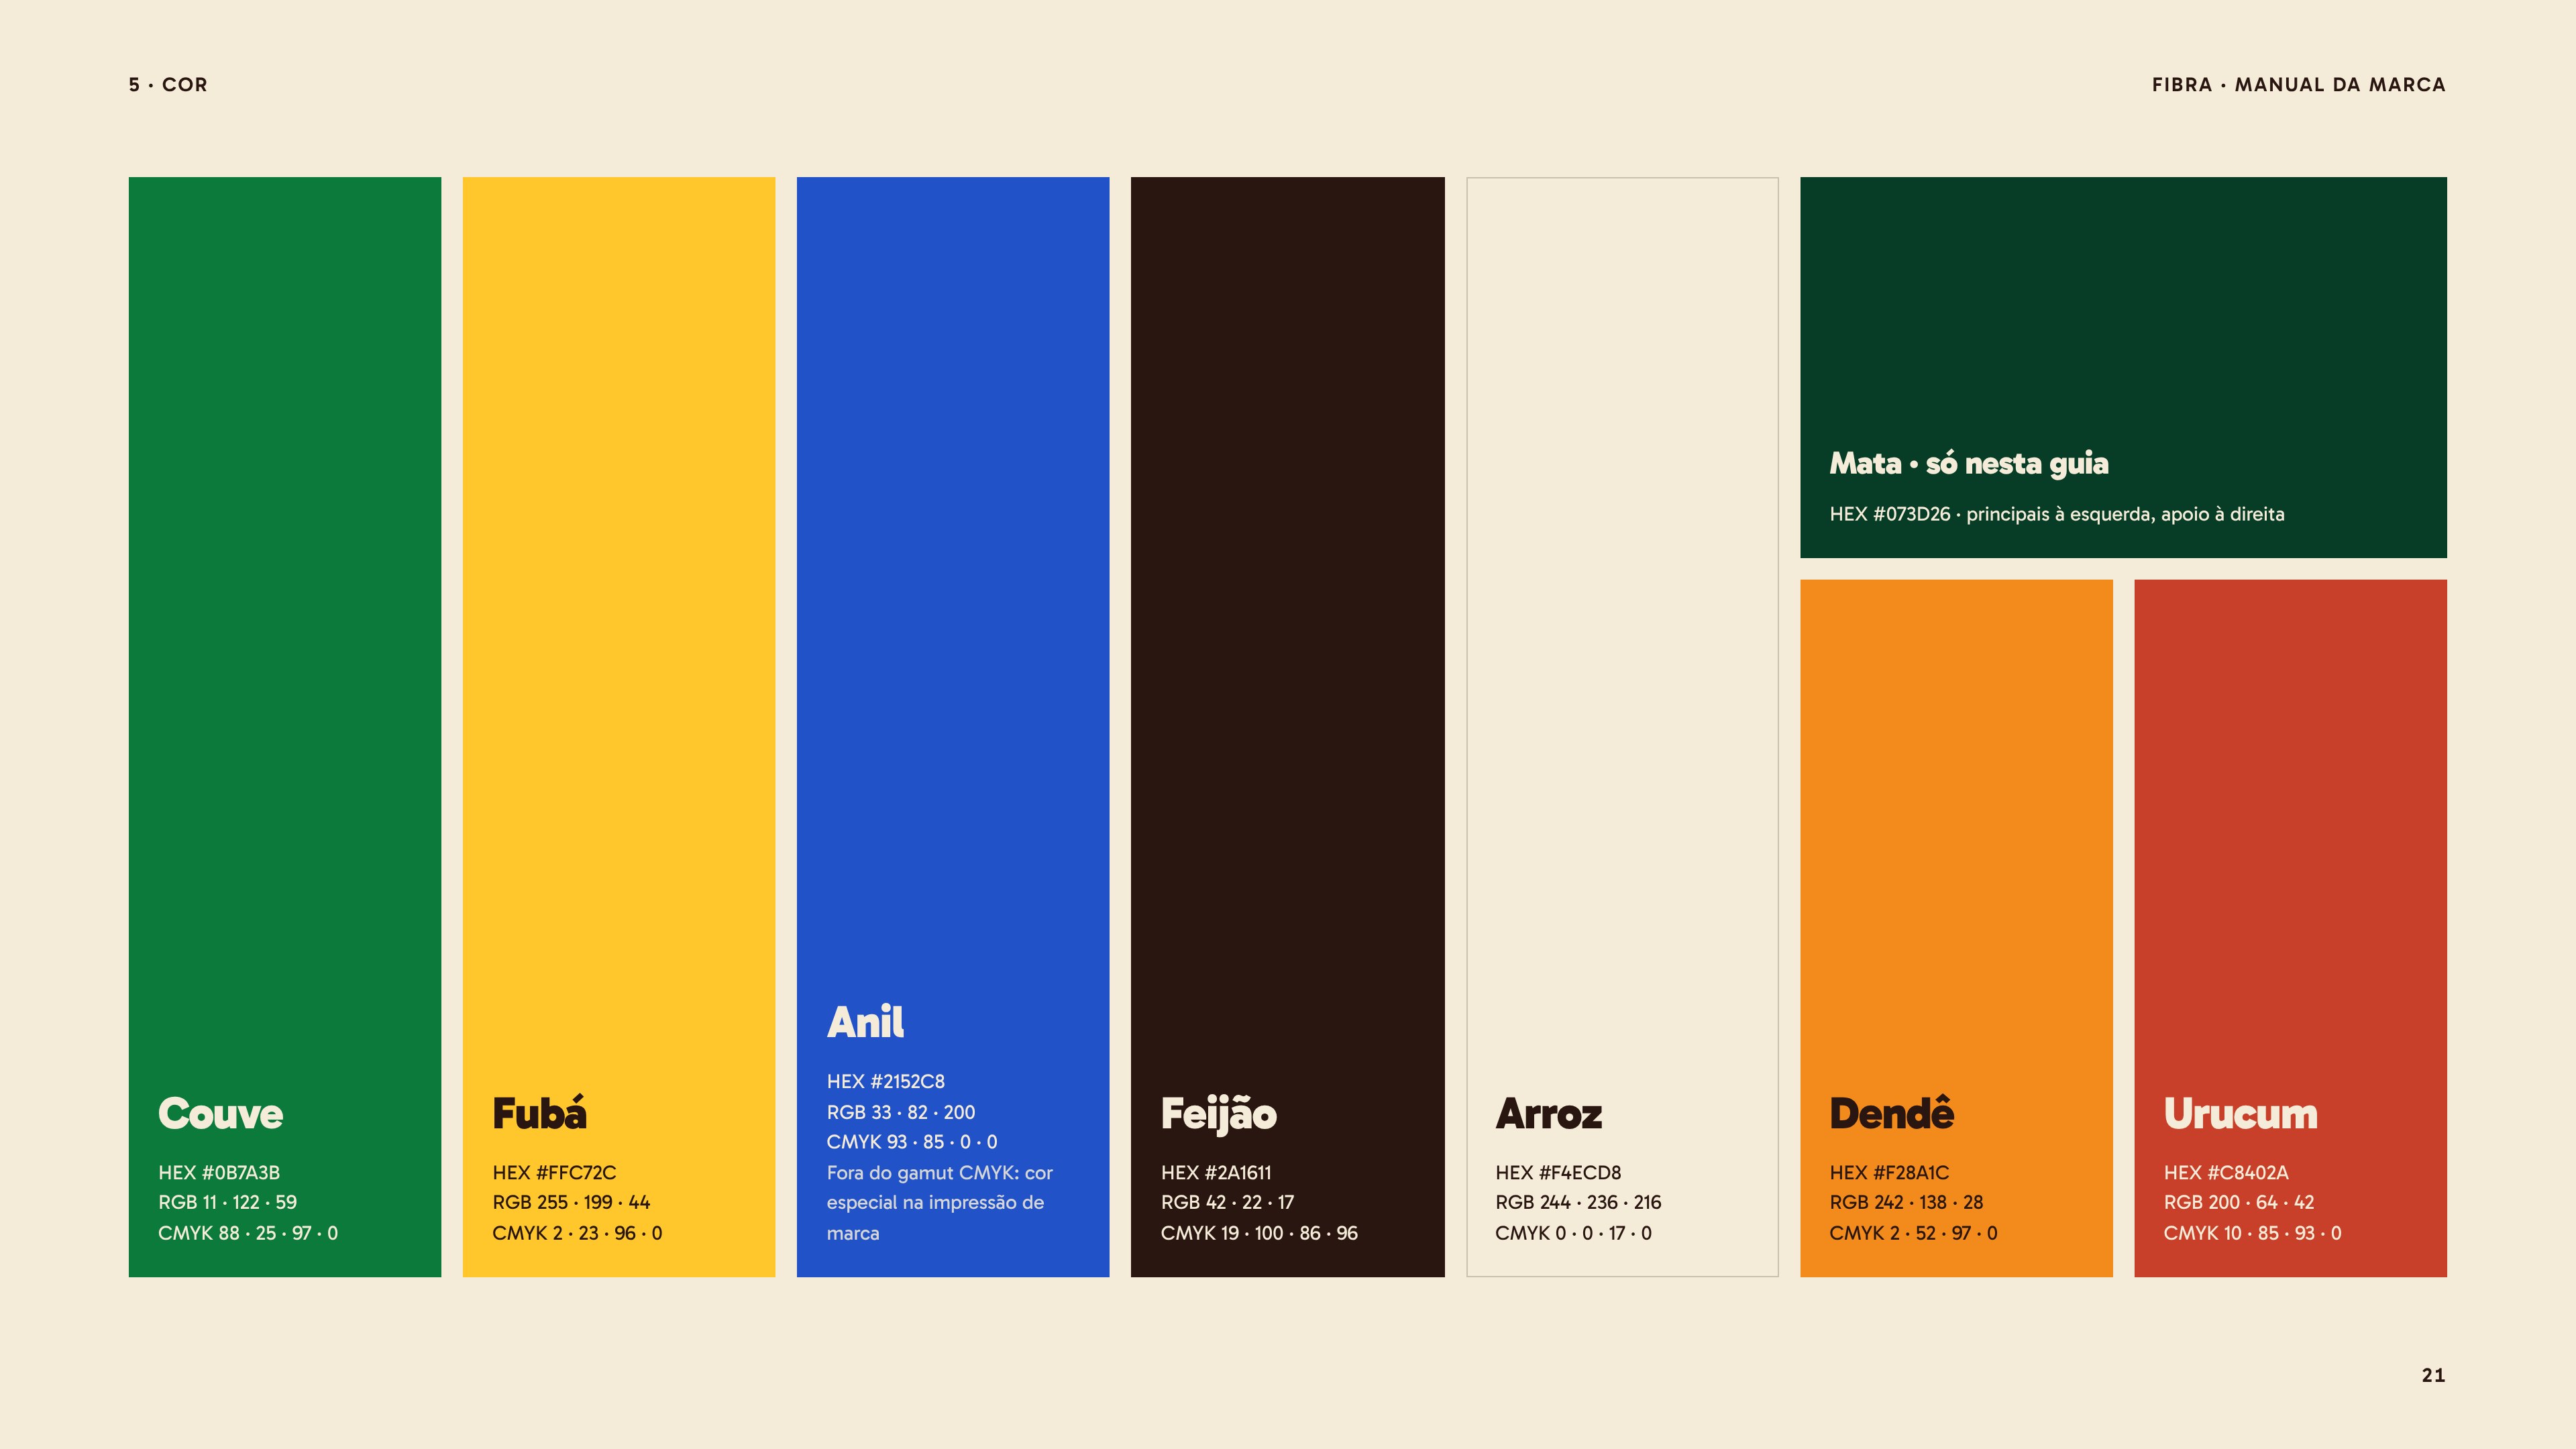 5 · COR
FIBRA · MANUAL DA MARCA
Couve
HEX #0B7A3B
RGB 11 · 122 · 59
CMYK 88 · 25 · 97 · 0
Fubá
HEX #FFC72C
RGB 255 · 199 · 44
CMYK 2 · 23 · 96 · 0
Anil
HEX #2152C8
RGB 33 · 82 · 200
CMYK 93 · 85 · 0 · 0
Fora do gamut CMYK: cor
especial na impressão de
marca
Feijão
HEX #2A1611
RGB 42 · 22 · 17
CMYK 19 · 100 · 86 · 96
Arroz
HEX #F4ECD8
RGB 244 · 236 · 216
CMYK 0 · 0 · 17 · 0
Mata · só nesta guia
HEX #073D26 · principais à esquerda, apoio à direita
Dendê
HEX #F28A1C
RGB 242 · 138 · 28
CMYK 2 · 52 · 97 · 0
Urucum
HEX #C8402A
RGB 200 · 64 · 42
CMYK 10 · 85 · 93 · 0
21